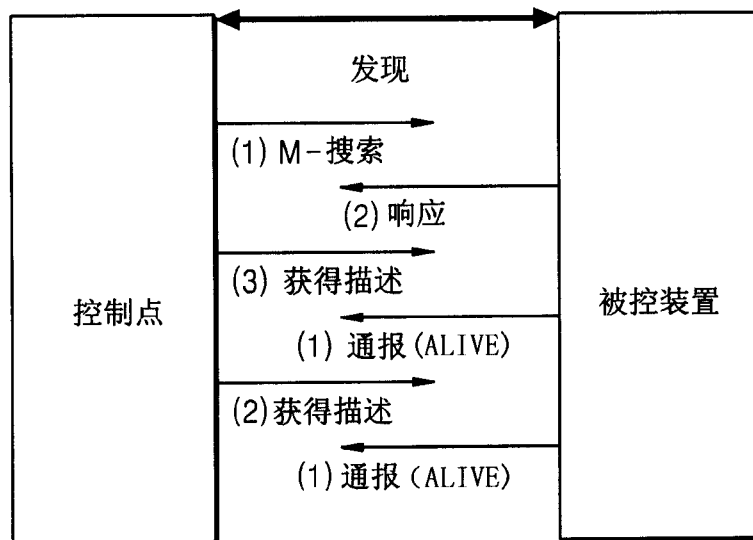 发现
(1) M-搜索
(2) 响应
(3) 获得描述
控制点
被控装置
(1) 通报(ALIVE)
(2)获得描述
(1)通报(ALIVE)